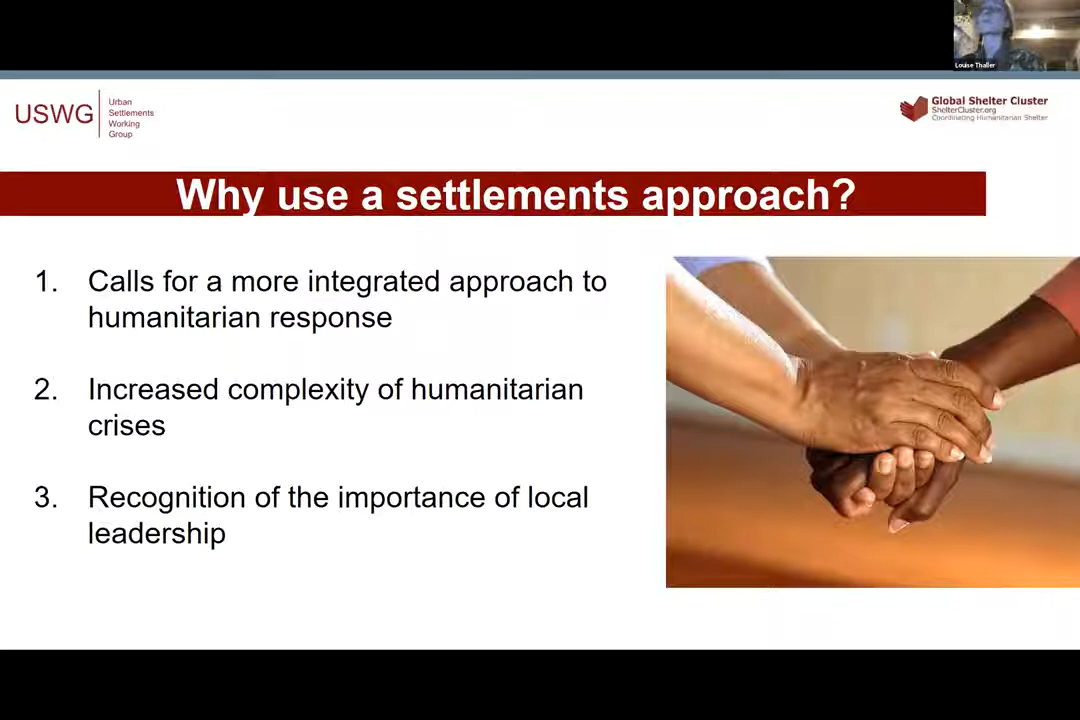 Louise Thaller
USWG
Urban
Settlements
Working
Group
Global Shelter Cluster
ShelterCluster.org
Coordinating Humanitarian Shelter
Why use a settlements approach?
1. Calls for a more integrated approach to
humanitarian response
2. Increased complexity of humanitarian
crises
3. Recognition of the importance of local
leadership